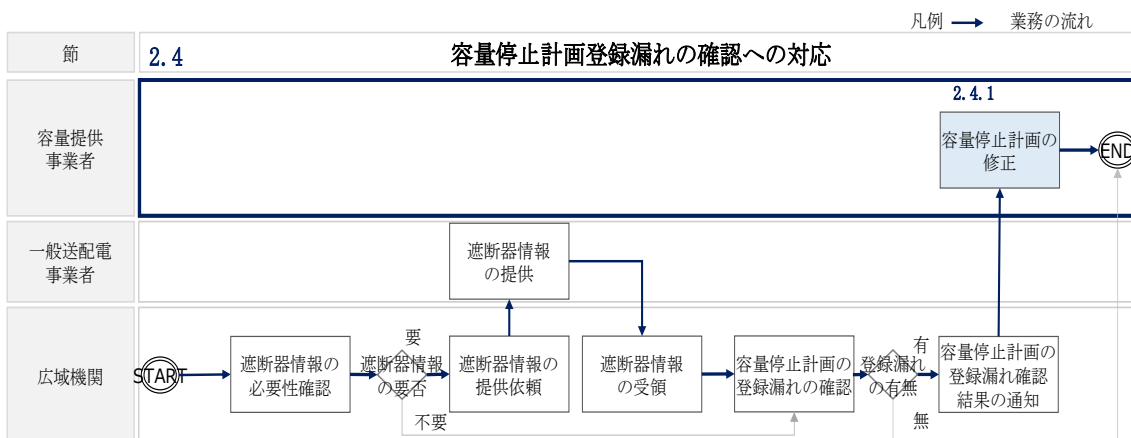 凡例 業務の流れ
節 2.4 容量停止計画登録漏れの確認への対応
容量提供
事業者
2.4.1
容量停止計画の
修正
END
一般送配電
事業者
遮断器情報
の提供
広域機関
START
遮断器情報の
必要性確認
遮断器情報
の要否
要
不要
遮断器情報の
提供依頼
遮断器情報
の受領
容量停止計画の
登録漏れの確認
登録漏れ
の有無
有
無
容量停止計画の
登録漏れ確認
結果の通知